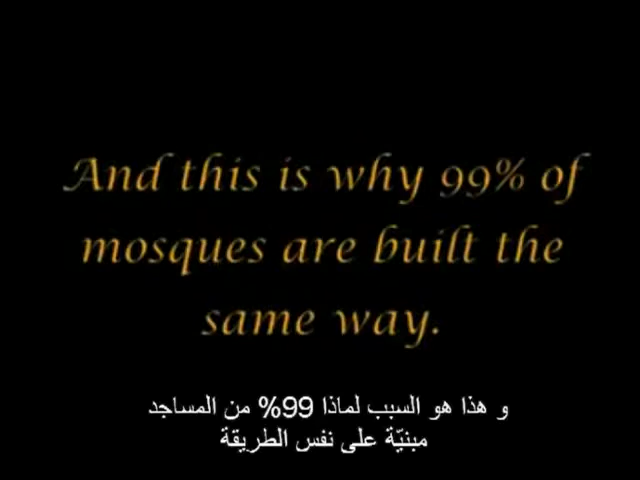 And this is why 99% of
mosques are built the
same way.
و هذا هو السبب لماذا 99% من المساجد
مبنيّة على نفس الطريقة